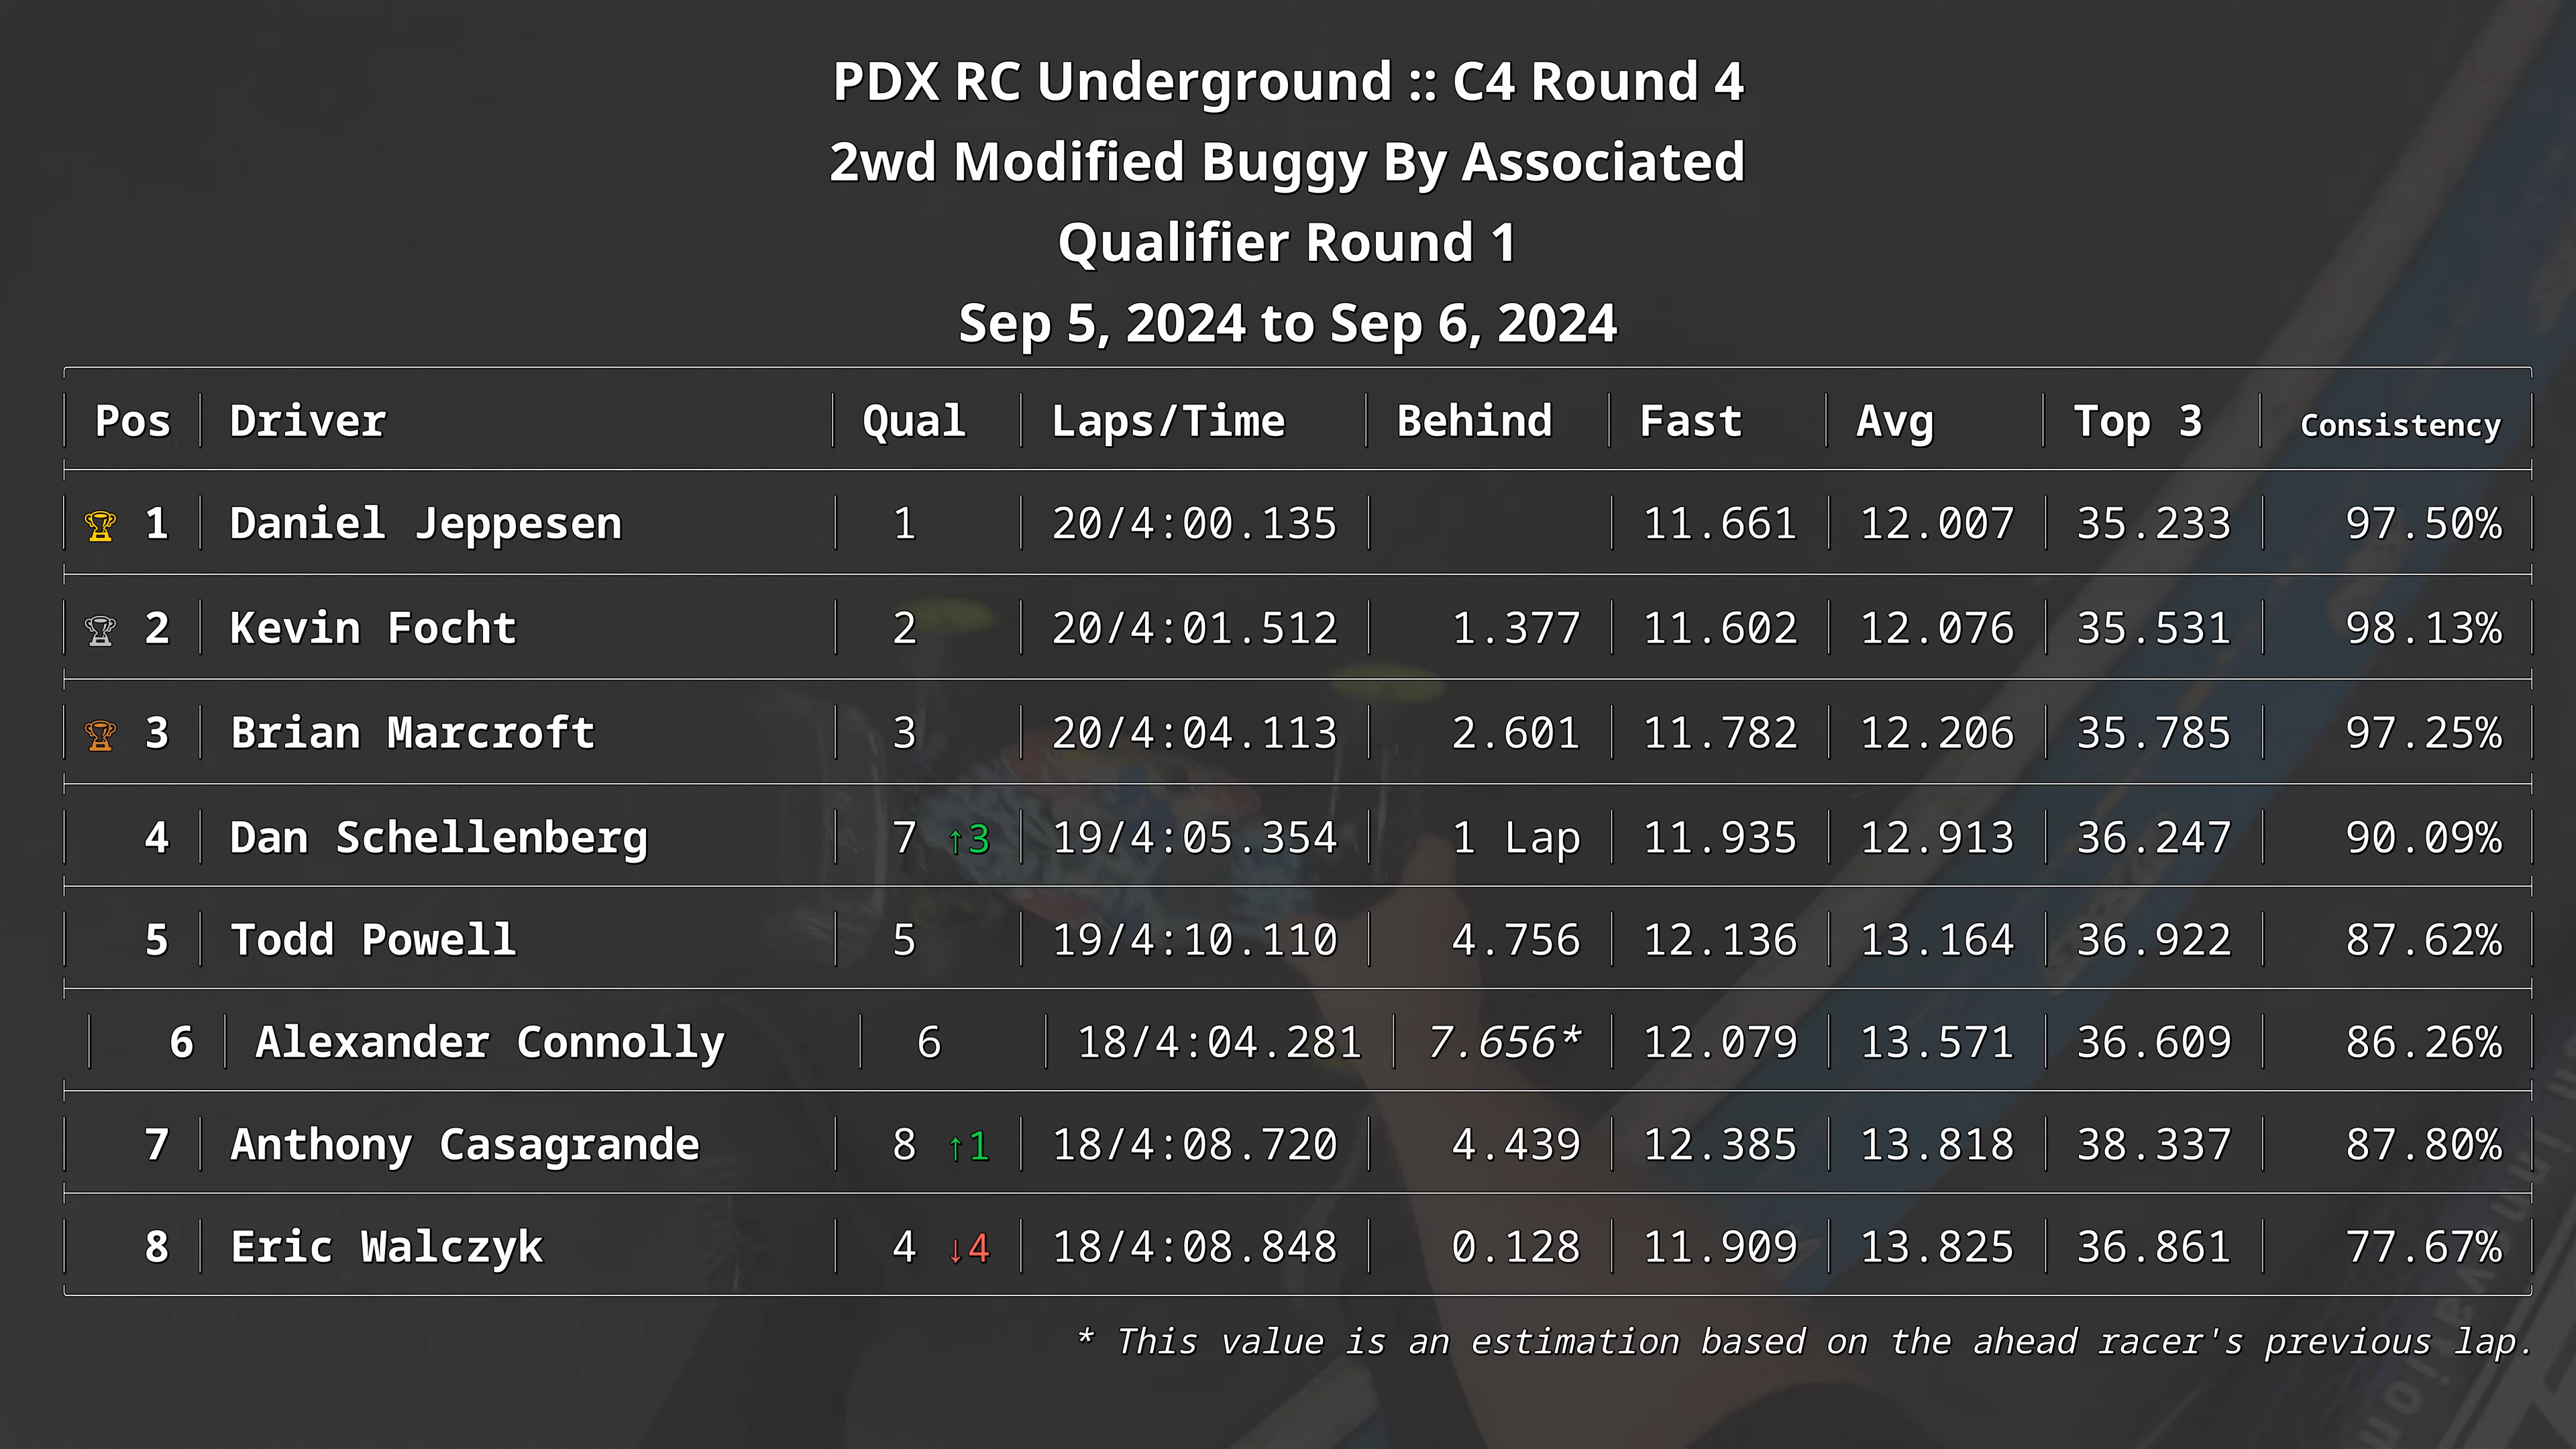 PDX RC Underground :: C4 Round 4
2wd Modified Buggy By Associated
Qualifier Round 1
Sep 5, 2024 to Sep 6, 2024
Pos Driver Qual Laps/Time Behind Fast Avg Top 3 Consistency
1 Daniel Jeppesen 1 20/4:00.135 11.661 12.007 35.233 97.50%
2 Kevin Focht 2 20/4:01.512 1.377 11.602 12.076 35.531 98.13%
3 Brian Marcroft 3 20/4:04.113 2.601 11.782 12.206 35.785 97.25%
4 Dan Schellenberg 7 ↑3 19/4:05.354 1 Lap 11.935 12.913 36.247 90.09%
5 Todd Powell 5 19/4:10.110 4.756 12.136 13.164 36.922 87.62%
6 Alexander Connolly 6 18/4:04.281 7.656* 12.079 13.571 36.609 86.26%
7 Anthony Casagrande 8 ↑1 18/4:08.720 4.439 12.385 13.818 38.337 87.80%
8 Eric Walczyk 4 ↓4 18/4:08.848 0.128 11.909 13.825 36.861 77.67%
* This value is an estimation based on the ahead racer's previous lap.